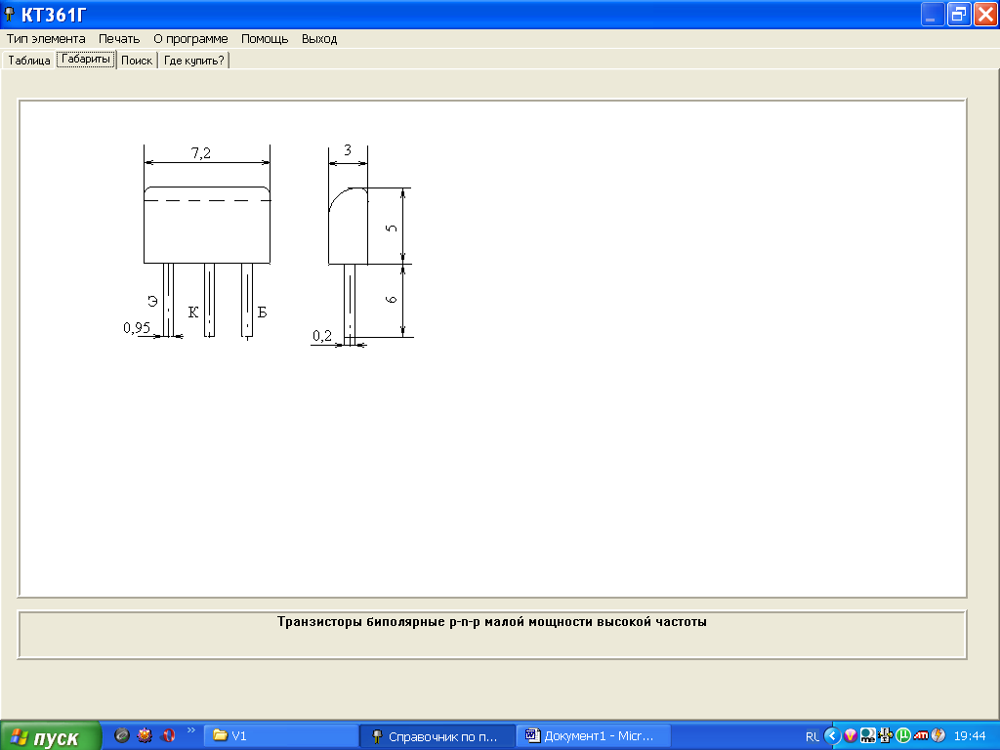 КТ361Г
Тип элемента Печать О программе Помощь Выход
Таблица Габариты Поиск Где купить?
7,2 3
5
Э К Б 6
0,95 0,2
Транзисторы биполярные p-n-p малой мощности высокой частоты
пуск V1 Справочник по п... Документ1 - Micr... RU 19:44